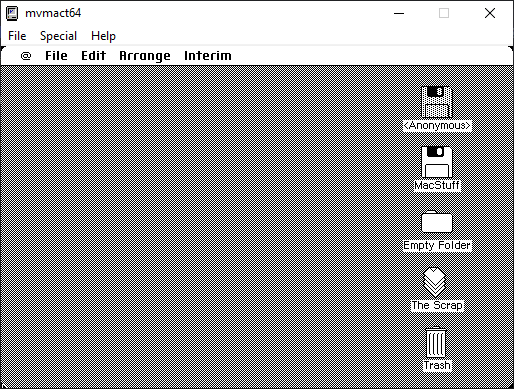 mvmact64
File Special Help
@ File Edit Arrange Interim
<Anonymous>
MacStuff
Empty Folder
The Scrap
Trash